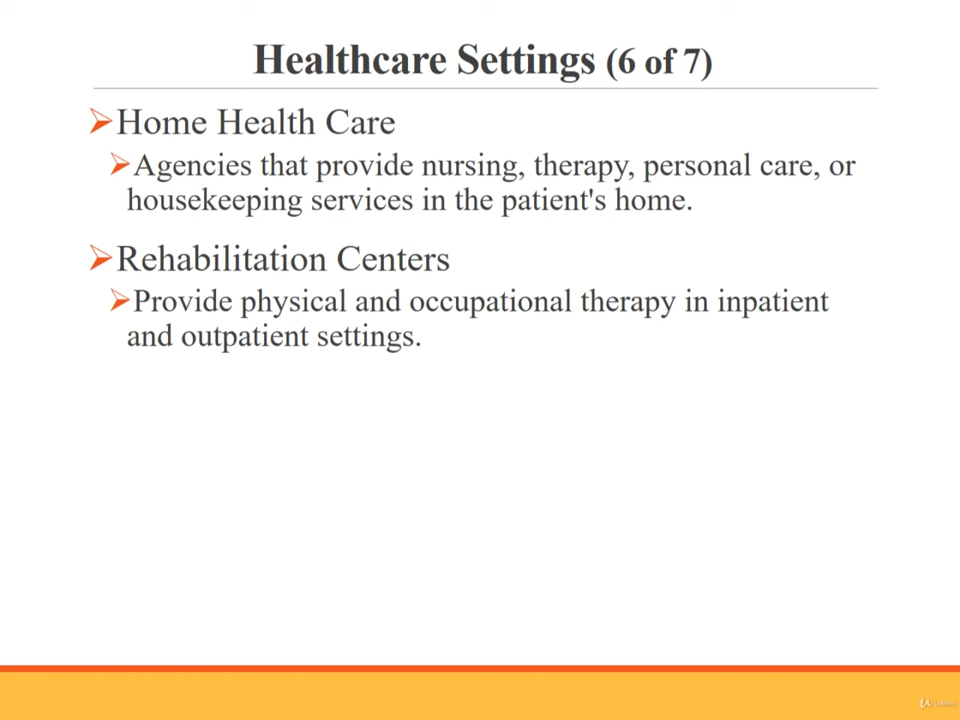 Healthcare Settings (6 of 7)
Home Health Care
Agencies that provide nursing, therapy, personal care, or
housekeeping services in the patient's home.
Rehabilitation Centers
Provide physical and occupational therapy in inpatient
and outpatient settings.
Udemy